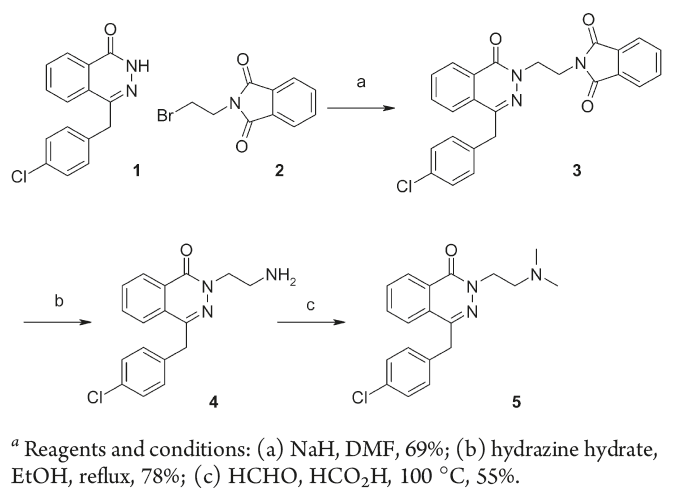 O
NH
N
Cl
1
Br
N
O
O
2
a
O
N
N
N
O
O
Cl
3
b
O
N
N
NH2
Cl
4
c
O
N
N
N
Cl
5
a Reagents and conditions: (a) NaH, DMF, 69%; (b) hydrazine hydrate,
EtOH, reflux, 78%; (c) HCHO, HCO2H, 100 °C, 55%.